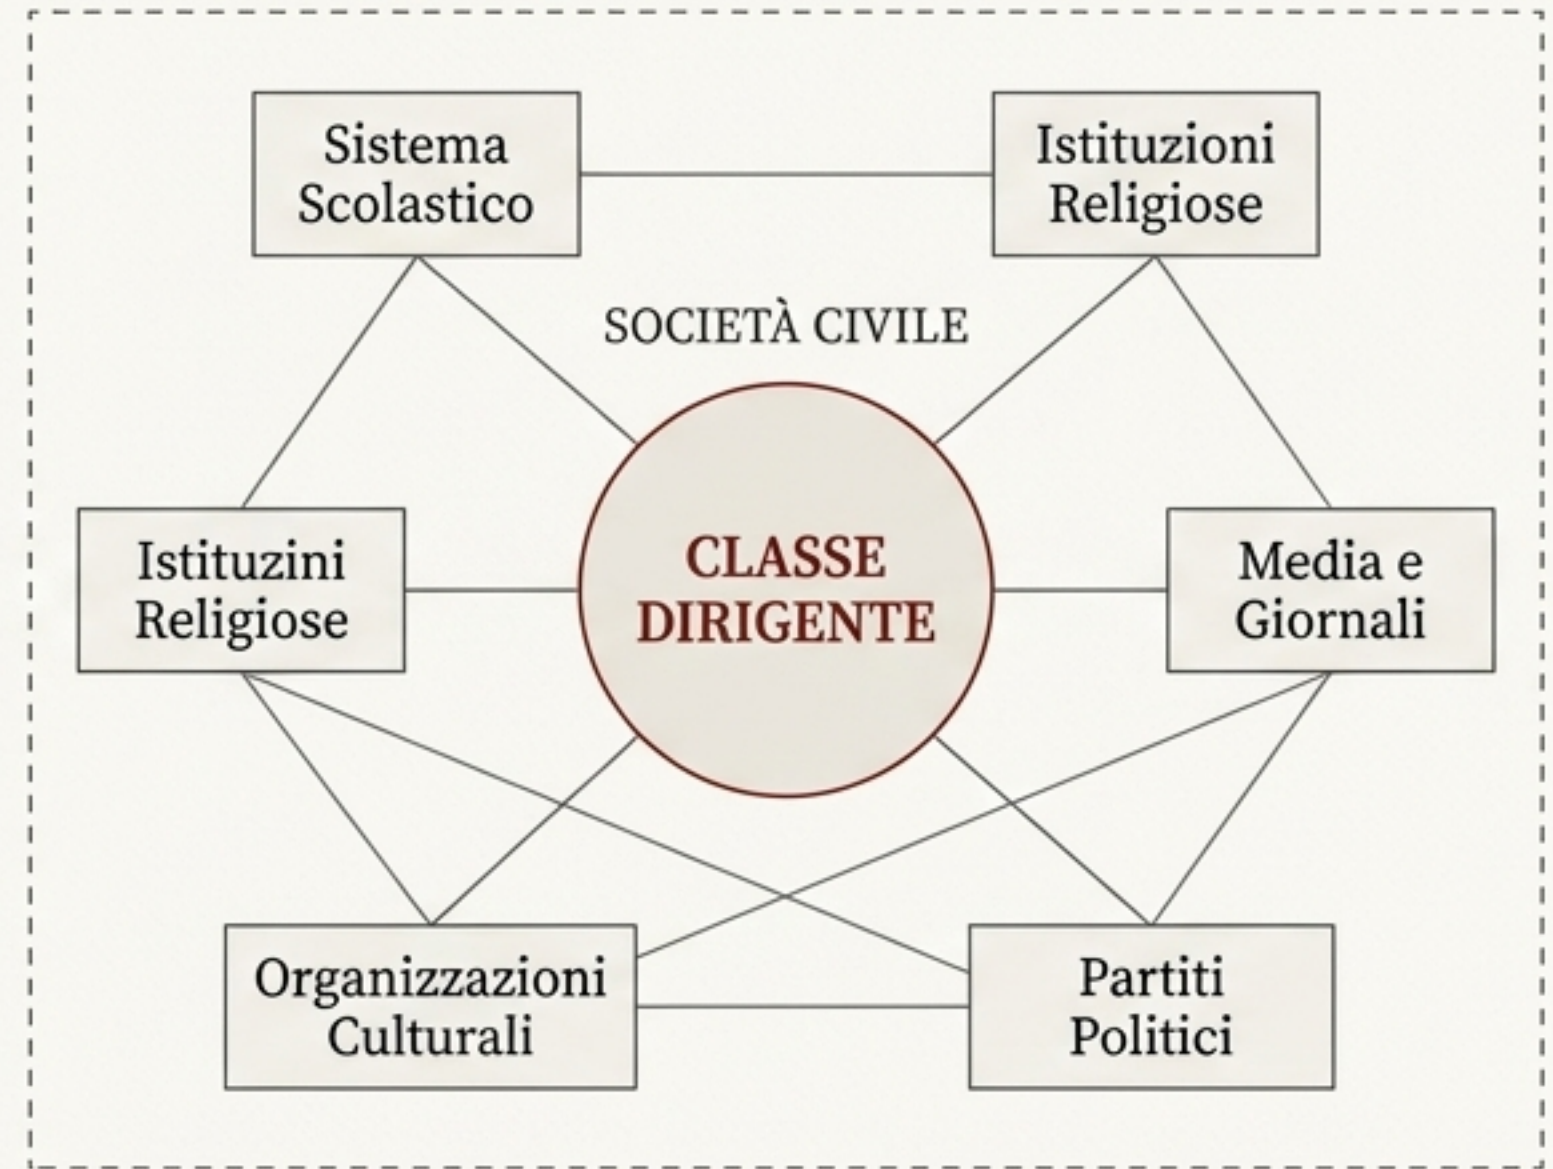 Sistema
Scolastico
Istituzioni
Religiose
SOCIETÀ CIVILE
Istituzini
Religiose
CLASSE
DIRIGENTE
Media e
Giornali
Organizzazioni
Culturali
Partiti
Politici